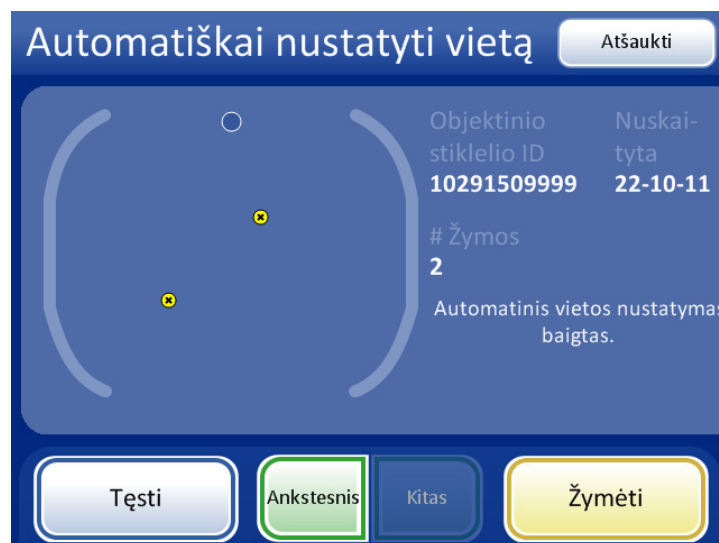 Automatiškai nustatyti vietą
Atšaukti
Objektinio
stiklelio ID
10291509999
Nuskai-
tyta
22-10-11
# Žymos
2
Automatinis vietos nustatymas
baigtas.
Tęsti
Ankstesnis
Kitas
Žymėti